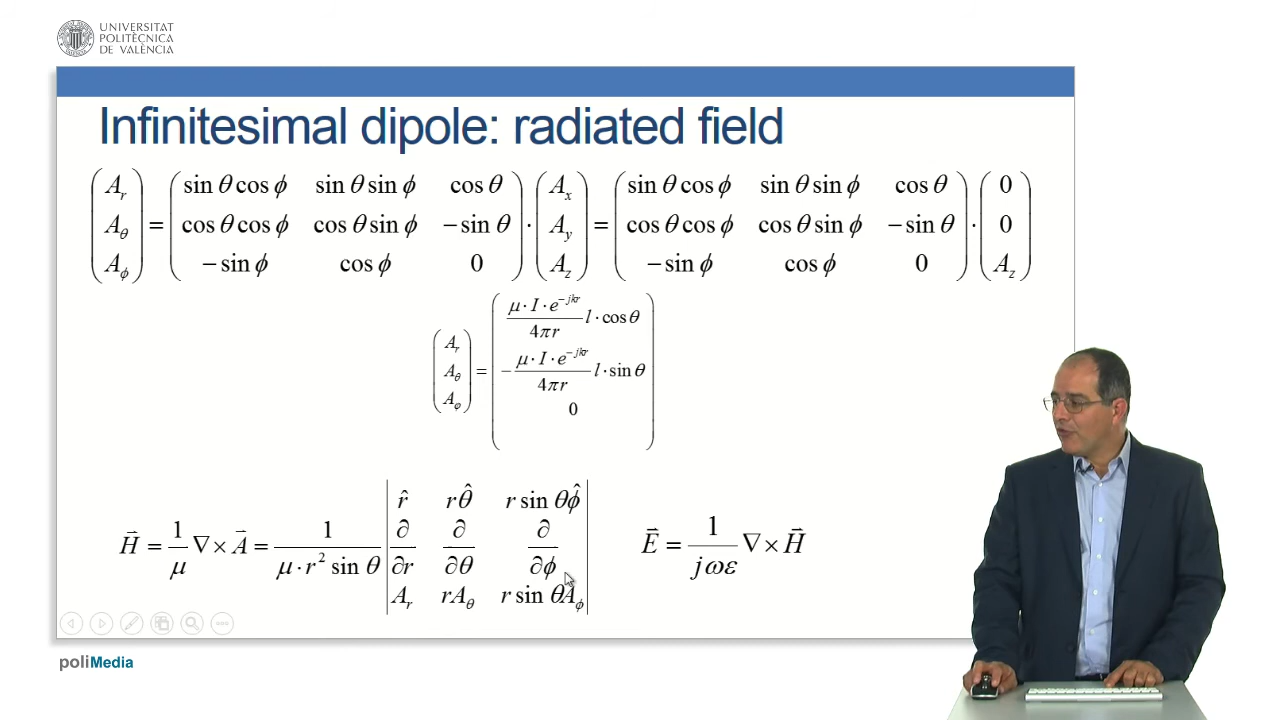 UNIVERSITAT
POLITÈCNICA
DE VALÈNCIA
Infinitesimal dipole: radiated field
(A_r; A_θ; A_ϕ) = (sin θ cos ϕ, sin θ sin ϕ, cos θ; cos θ cos ϕ, cos θ sin ϕ, −sin θ; −sin ϕ, cos ϕ, 0) · (A_x; A_y; A_z) = (sin θ cos ϕ, sin θ sin ϕ, cos θ; cos θ cos ϕ, cos θ sin ϕ, −sin θ; −sin ϕ, cos ϕ, 0) · (0; 0; A_z)
(A_r; A_θ; A_φ) = (μ·I·e^{−jkr}/4πr l·cos θ; −μ·I·e^{−jkr}/4πr l·sin θ; 0)
H⃗ = 1/μ ∇×A⃗ = 1/(μ·r² sin θ) |r̂, rθ̂, r sin θϕ̂; ∂/∂r, ∂/∂θ, ∂/∂ϕ; A_r, rA_θ, r sin θA_ϕ|
E⃗ = 1/jωε ∇×H⃗
poliMedia